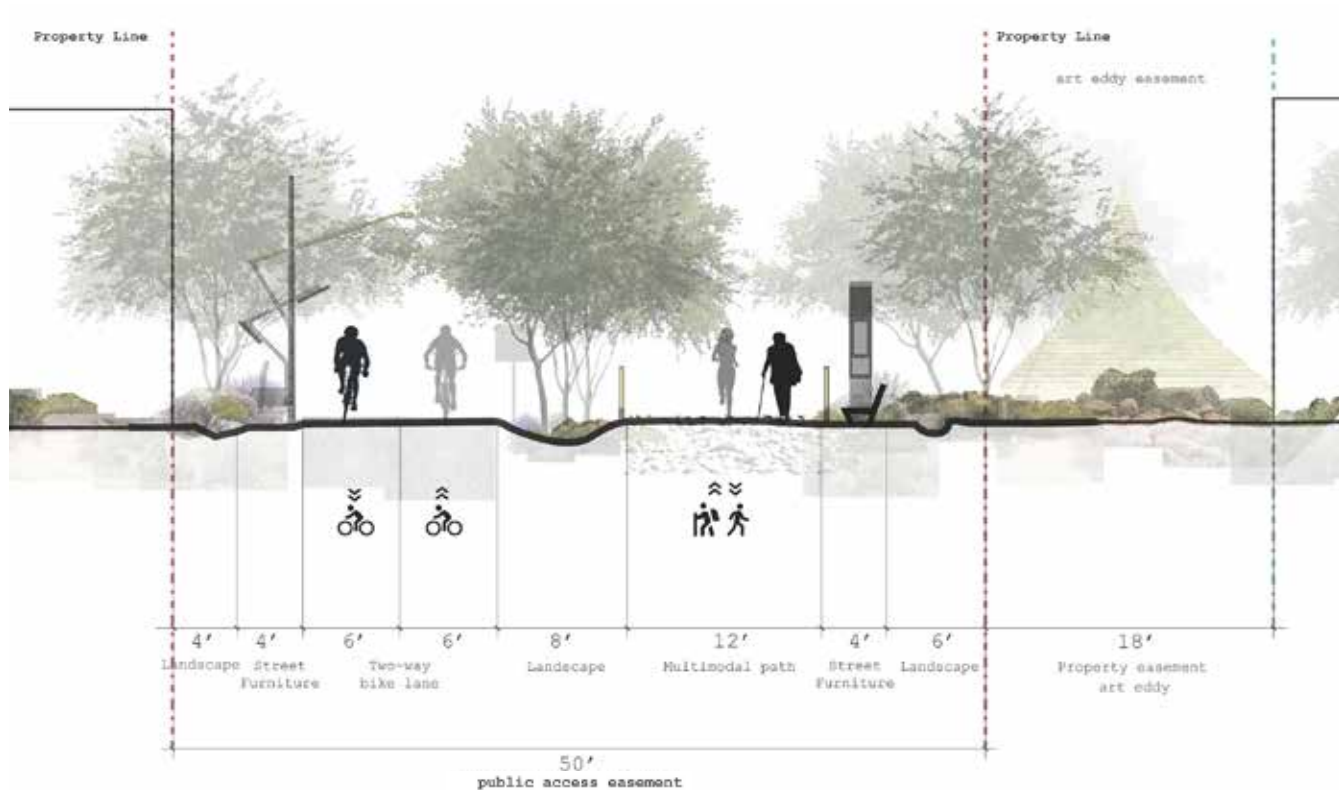 Property Line
Property Line
art eddy easement
4'
4'
6'
6'
8'
12'
4'
6'
18'
Landscape
Street
Furniture
Two-way
bike lane
Landscape
Multimodal path
Street
Furniture
Landscape
Property easement
art eddy
50'
public access easement